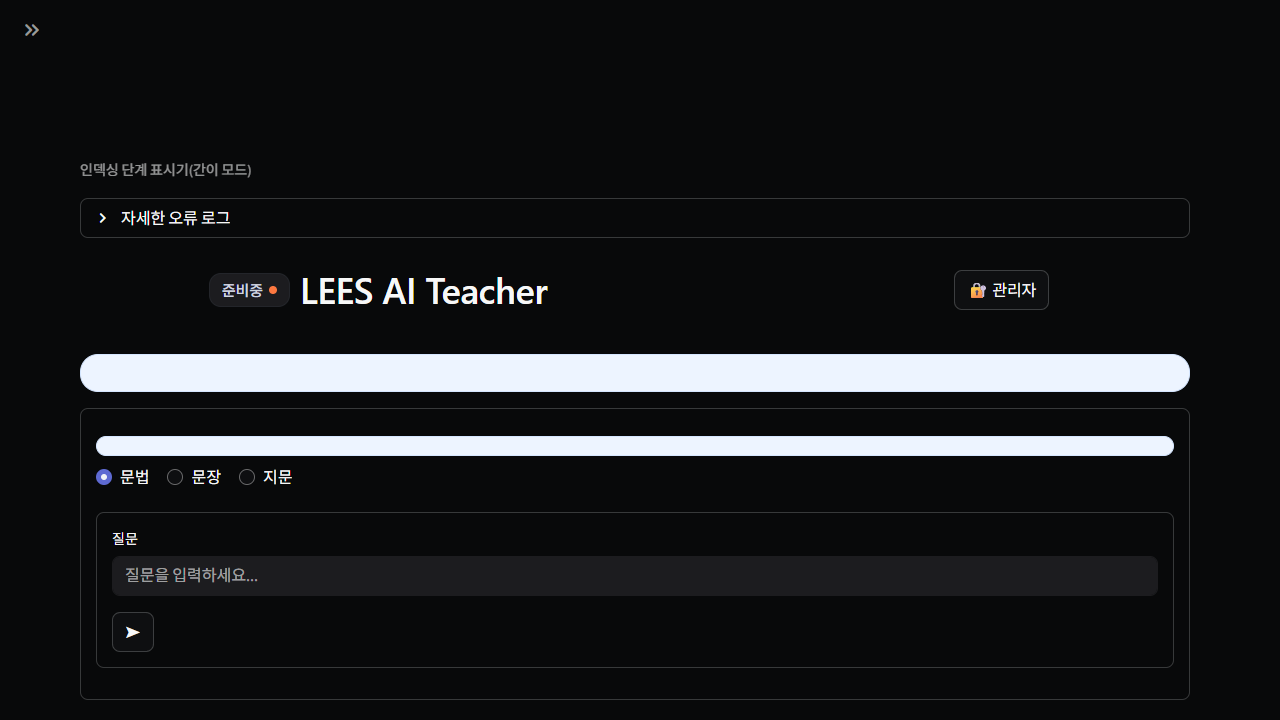 인덱싱 단계 표시기(간이 모드)
자세한 오류 로그
준비중 LEES AI Teacher
관리자
문법 문장 지문
질문
질문을 입력하세요...